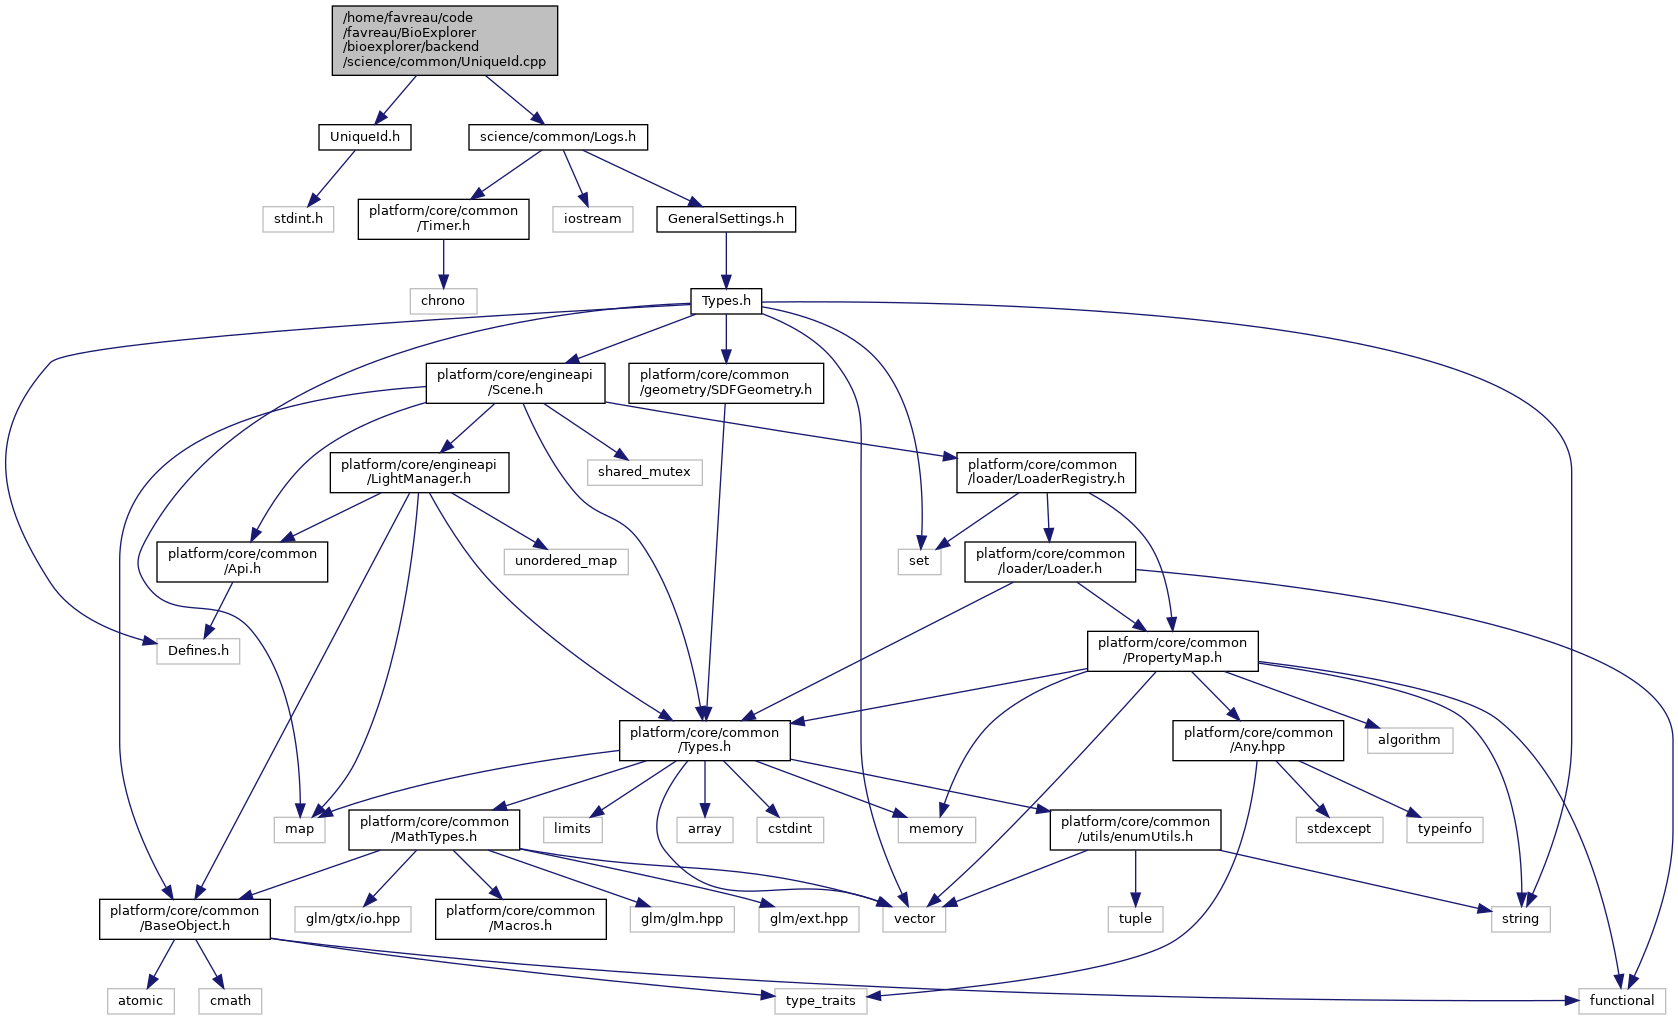 /home/favreau/code
/favreau/BioExplorer
/bioexplorer/backend
/science/common/UniqueId.cpp
UniqueId.h
science/common/Logs.h
stdint.h
platform/core/common
/Timer.h
iostream
GeneralSettings.h
chrono
Types.h
platform/core/engineapi
/Scene.h
platform/core/common
/geometry/SDFGeometry.h
platform/core/engineapi
/LightManager.h
shared_mutex
platform/core/common
/loader/LoaderRegistry.h
platform/core/common
/Api.h
unordered_map
set
platform/core/common
/loader/Loader.h
Defines.h
platform/core/common
/PropertyMap.h
platform/core/common
/Types.h
platform/core/common
/Any.hpp
algorithm
map
platform/core/common
/MathTypes.h
limits
array
cstdint
memory
platform/core/common
/utils/enumUtils.h
stdexcept
typeinfo
platform/core/common
/BaseObject.h
glm/gtx/io.hpp
platform/core/common
/Macros.h
glm/glm.hpp
glm/ext.hpp
vector
tuple
string
atomic
cmath
type_traits
functional